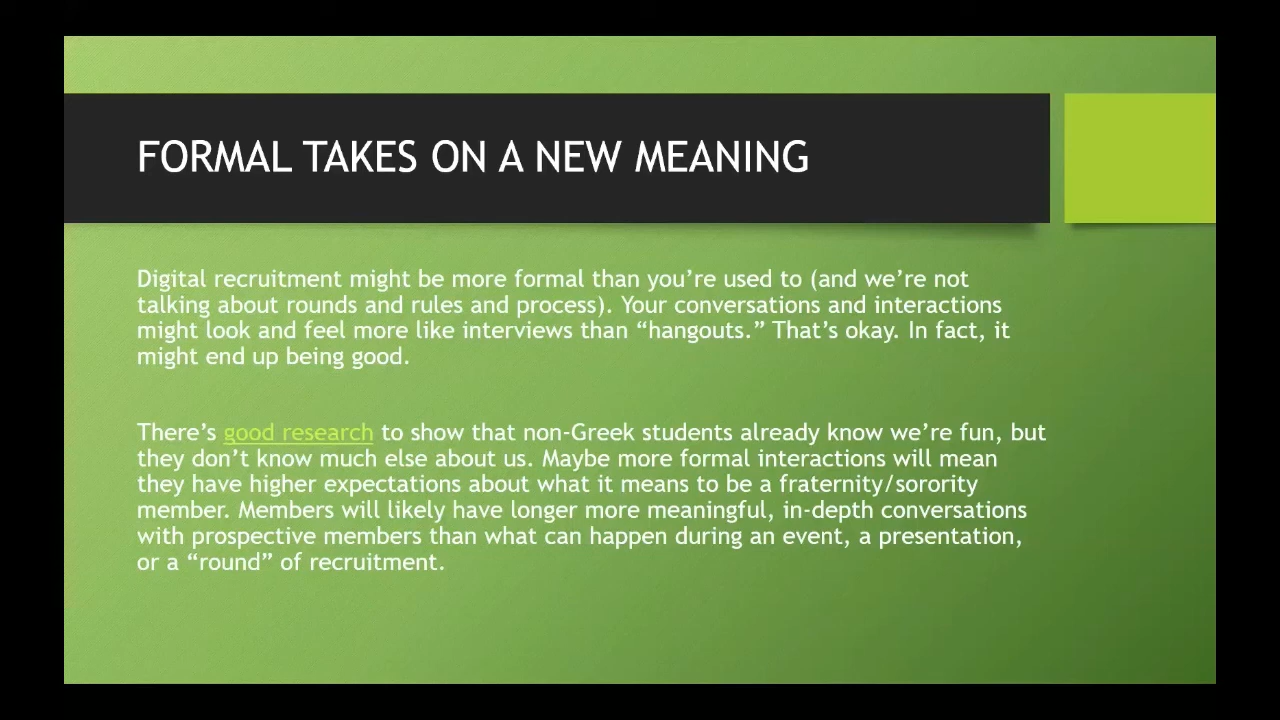 FORMAL TAKES ON A NEW MEANING
Digital recruitment might be more formal than you’re used to (and we’re not
talking about rounds and rules and process). Your conversations and interactions
might look and feel more like interviews than “hangouts.” That’s okay. In fact, it
might end up being good.
There’s good research to show that non-Greek students already know we’re fun, but
they don’t know much else about us. Maybe more formal interactions will mean
they have higher expectations about what it means to be a fraternity/sorority
member. Members will likely have longer more meaningful, in-depth conversations
with prospective members than what can happen during an event, a presentation,
or a “round” of recruitment.